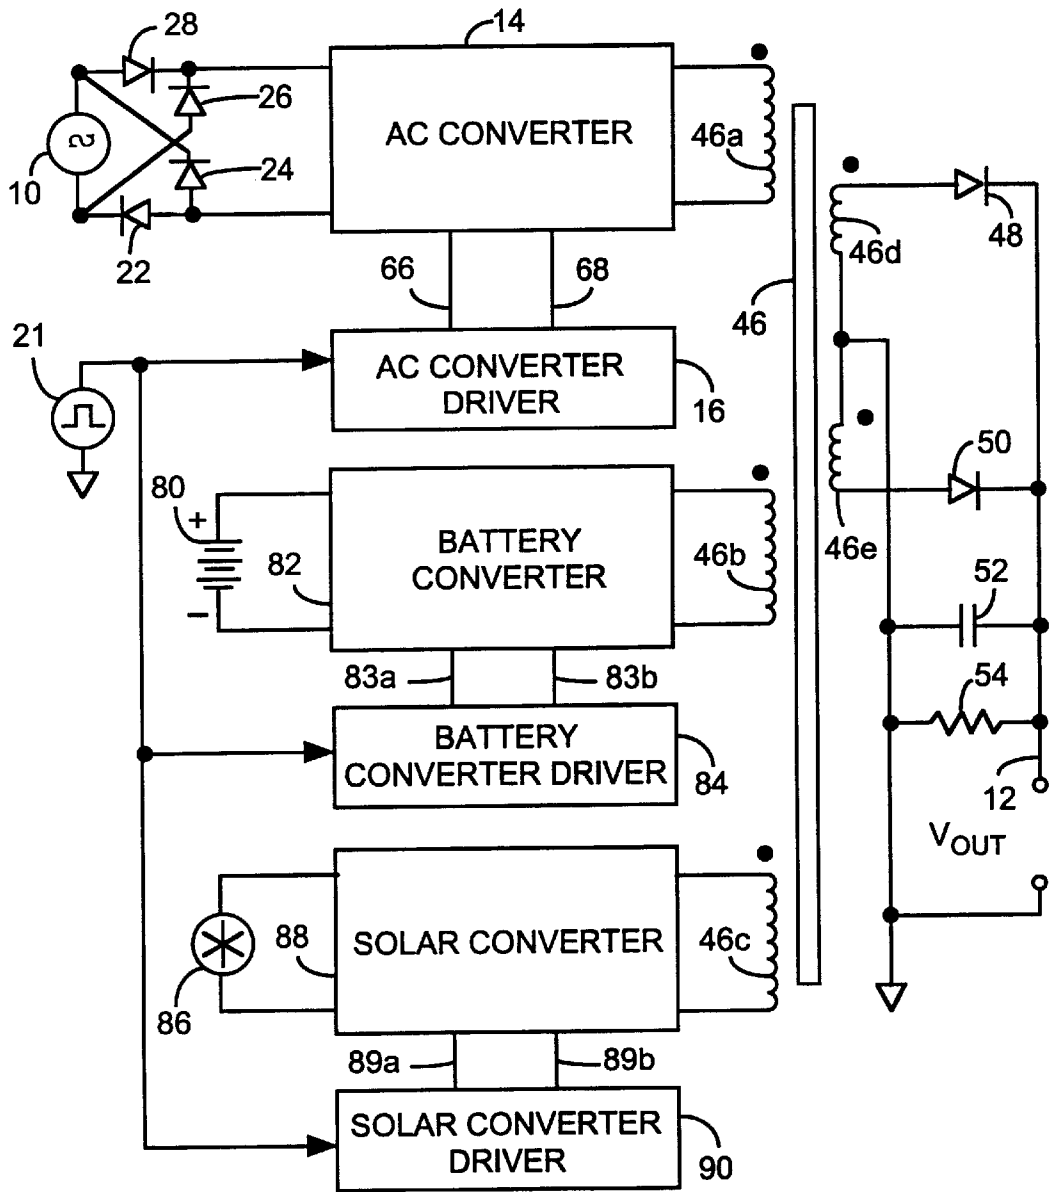 28
14
26
AC CONVERTER
46a
10
24
48
22
46d
66
68
46
21
AC CONVERTER
DRIVER
16
50
80
+
BATTERY
CONVERTER
46b
46e
82
52
−
83a
83b
54
BATTERY
CONVERTER DRIVER
84
12
VOUT
SOLAR CONVERTER
88
46c
86
89a
89b
SOLAR CONVERTER
DRIVER
90